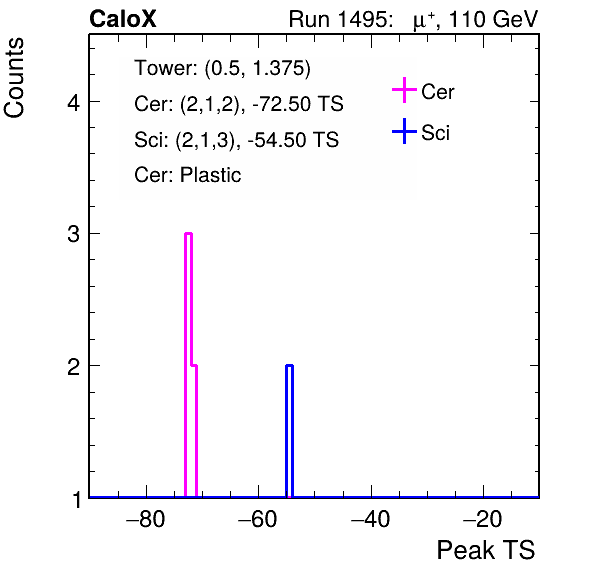 CaloX Run 1495: μ⁺, 110 GeV
Counts
Tower: (0.5, 1.375)
Cer: (2,1,2), -72.50 TS
Sci: (2,1,3), -54.50 TS
Cer: Plastic
Cer
Sci
4
3
2
1
−80 −60 −40 −20
Peak TS